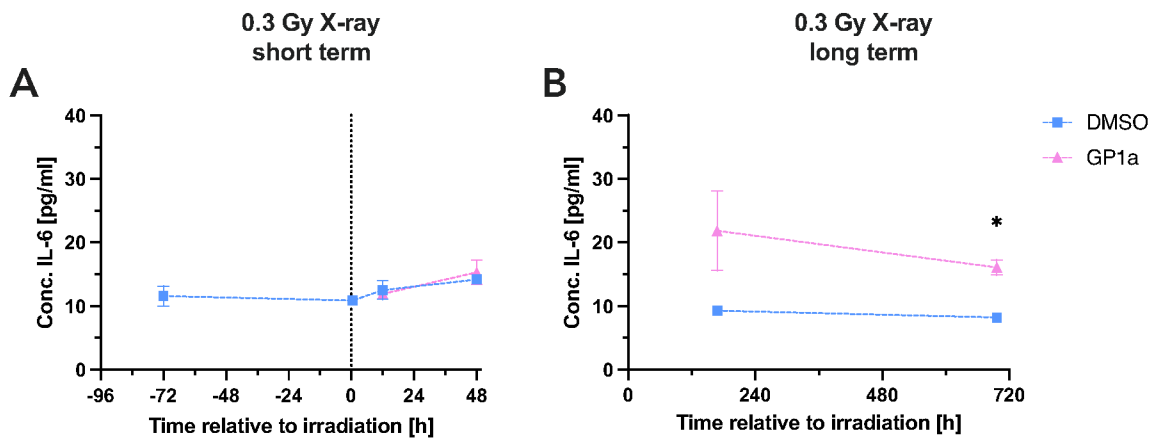 0.3 Gy X-ray
short term
0.3 Gy X-ray
long term
A
B
Conc. IL-6 [pg/ml]
40
30
20
10
0
-96 -72 -48 -24 0 24 48
Time relative to irradiation [h]
Conc. IL-6 [pg/ml]
40
30
20
10
0
*
0 240 480 720
Time relative to irradiation [h]
DMSO
GP1a